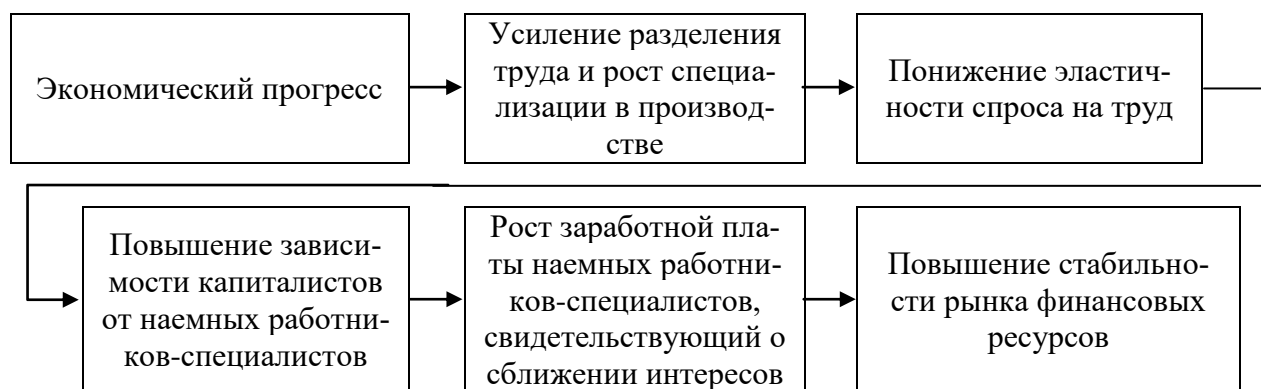 Экономический прогресс
Усиление разделения
труда и рост специа-
лизации в производ-
стве
Понижение эластич-
ности спроса на труд
Повышение зависи-
мости капиталистов
от наемных работни-
ков-специалистов
Рост заработной пла-
ты наемных работни-
ков-специалистов,
свидетельствующий о
сближении интересов
Повышение стабильно-
сти рынка финансовых
ресурсов